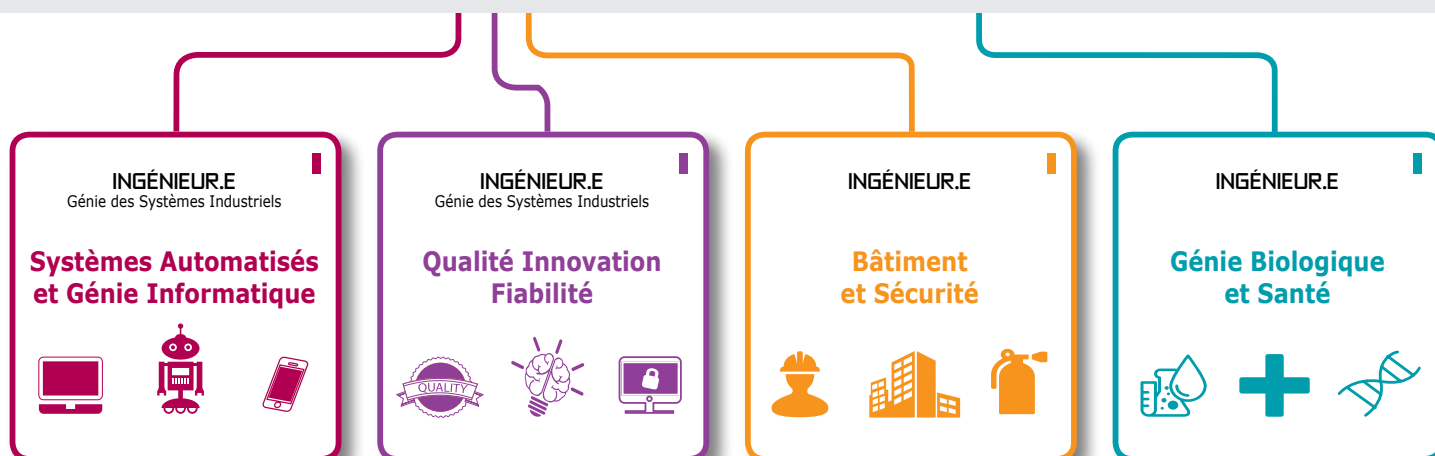 INGÉNIEUR.E
Génie des Systèmes Industriels
Systèmes Automatisés
et Génie Informatique
INGÉNIEUR.E
Génie des Systèmes Industriels
Qualité Innovation
Fiabilité
QUALITY
INGÉNIEUR.E
Bâtiment
et Sécurité
INGÉNIEUR.E
Génie Biologique
et Santé